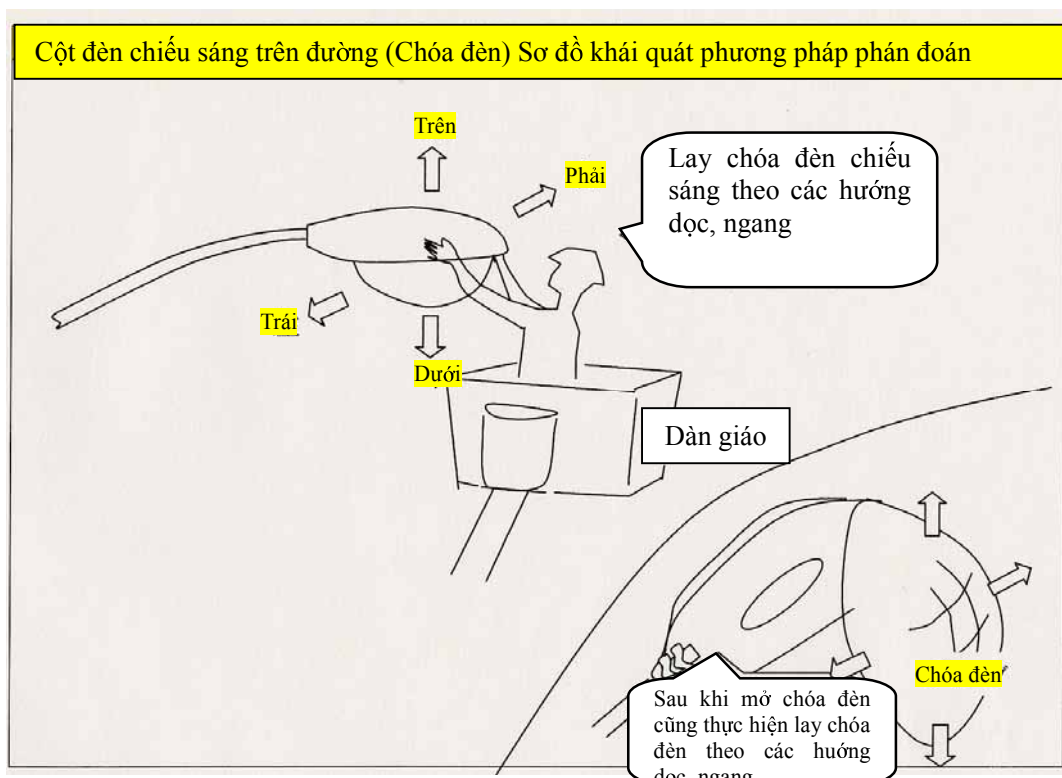 Cột đèn chiếu sáng trên đường (Chóa đèn) Sơ đồ khái quát phương pháp phán đoán
Trên
Phải
Lay chóa đèn chiếu
sáng theo các hướng
dọc, ngang
Trái
Dưới
Dàn giáo
Chóa đèn
Sau khi mở chóa đèn
cũng thực hiện lay chóa
đèn theo các hướng
dọc, ngang